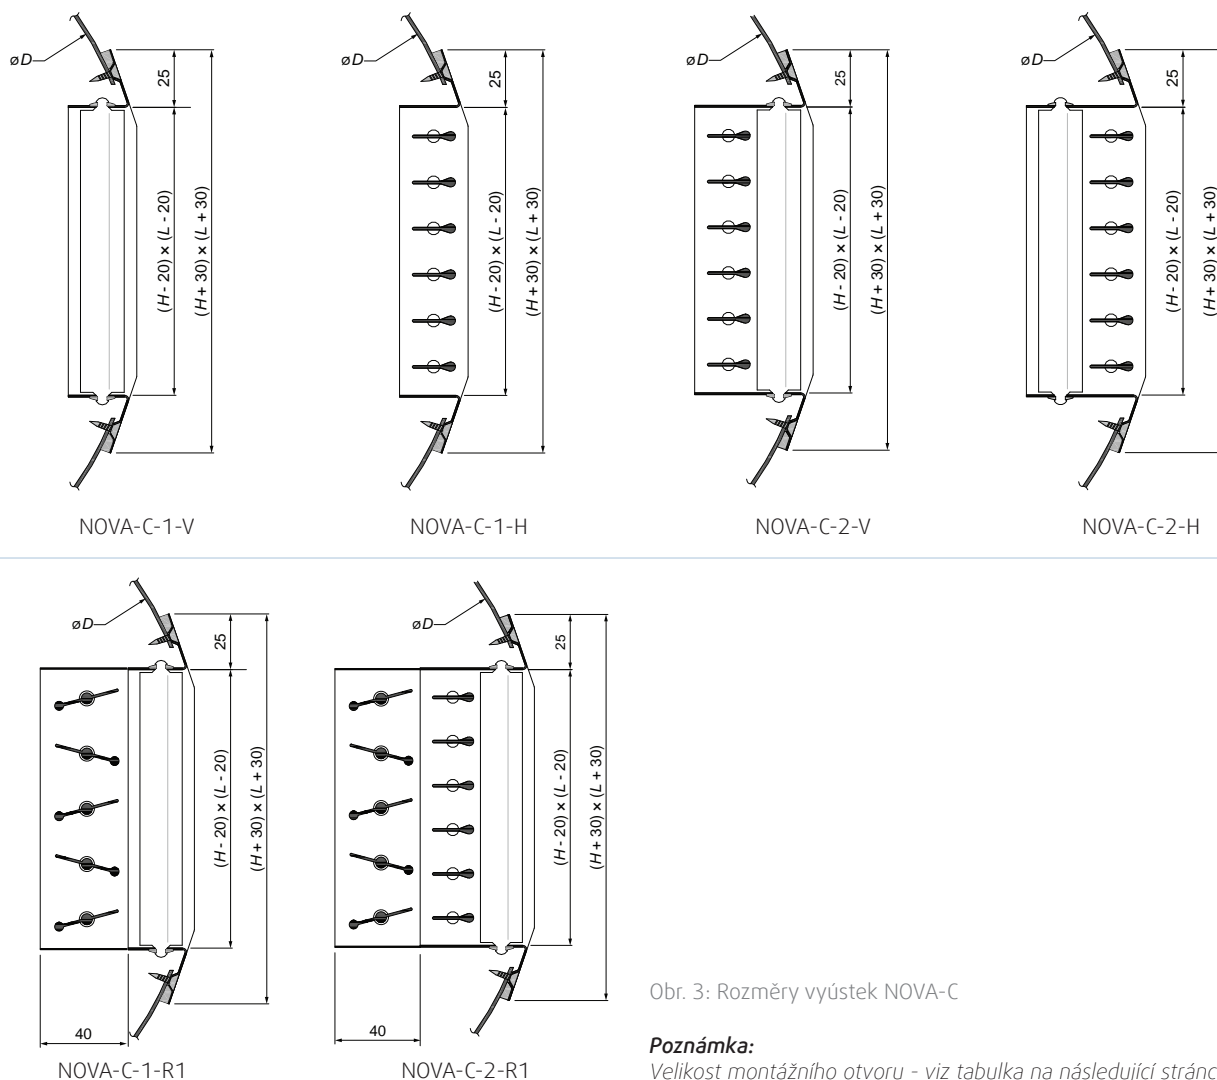 øD
25
(H - 20) × (L - 20)
(H + 30) × (L + 30)
NOVA-C-1-V
øD
25
(H - 20) × (L - 20)
(H + 30) × (L + 30)
NOVA-C-1-H
øD
25
(H - 20) × (L - 20)
(H + 30) × (L + 30)
NOVA-C-2-V
øD
25
(H - 20) × (L - 20)
(H + 30) × (L + 30)
NOVA-C-2-H
øD
25
(H - 20) × (L - 20)
(H + 30) × (L + 30)
40
NOVA-C-1-R1
øD
25
(H - 20) × (L - 20)
(H + 30) × (L + 30)
40
NOVA-C-2-R1
Obr. 3: Rozměry vyústek NOVA-C
Poznámka:
Velikost montážního otvoru - viz tabulka na následující stránc